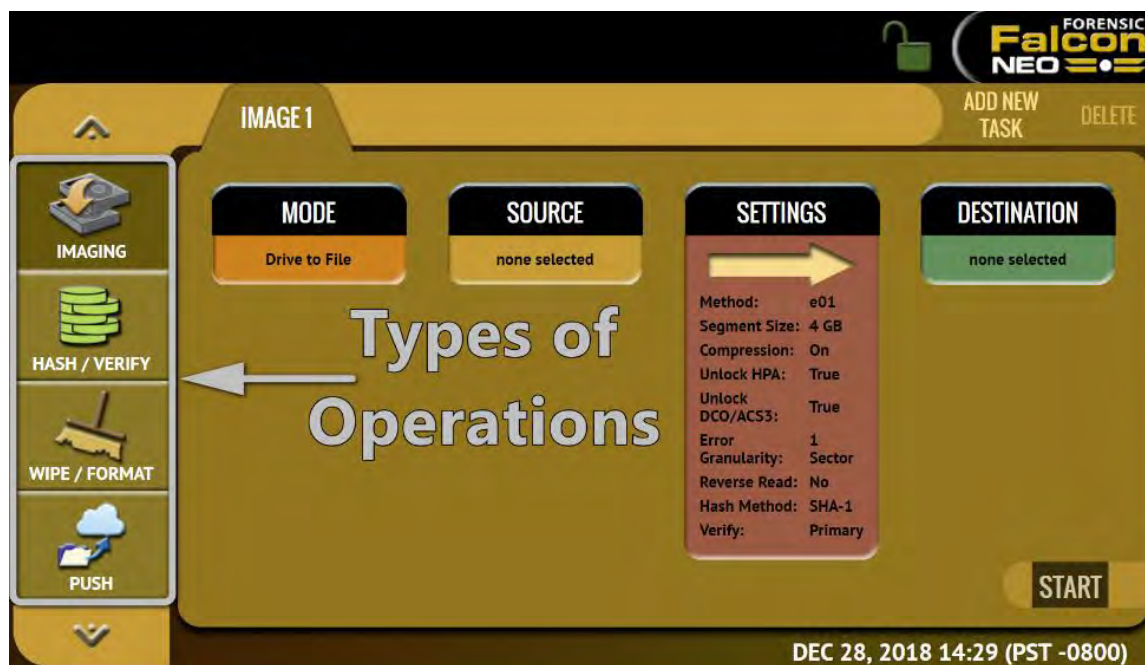 FORENSIC
Falcon
NEO
IMAGE 1
ADD NEW
TASK
DELETE
IMAGING
HASH / VERIFY
WIPE / FORMAT
PUSH
MODE
Drive to File
SOURCE
none selected
SETTINGS
Method: e01
Segment Size: 4 GB
Compression: On
Unlock HPA: True
Unlock
DCO/ACS3: True
Error 1
Granularity: Sector
Reverse Read: No
Hash Method: SHA-1
Verify: Primary
DESTINATION
none selected
Types of
Operations
START
DEC 28, 2018 14:29 (PST -0800)